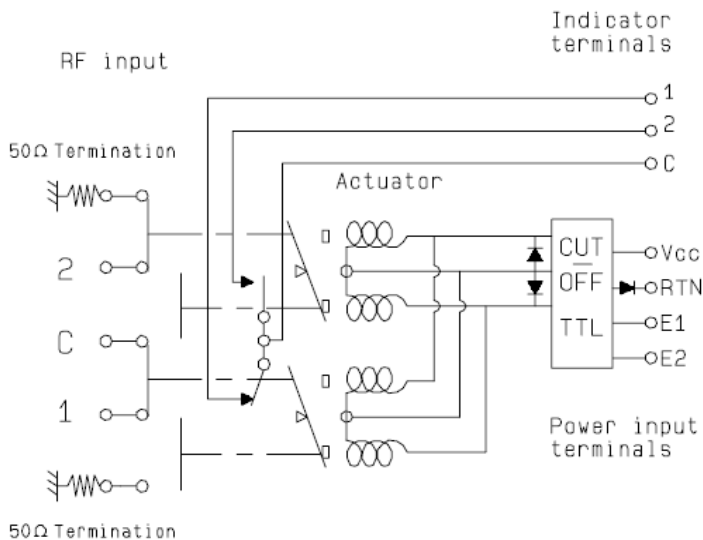 Indicator
terminals
RF input
1
2
C
50Ω Termination
Actuator
2
C
1
CUT
OFF
TTL
Vcc
RTN
E1
E2
Power input
terminals
50Ω Termination